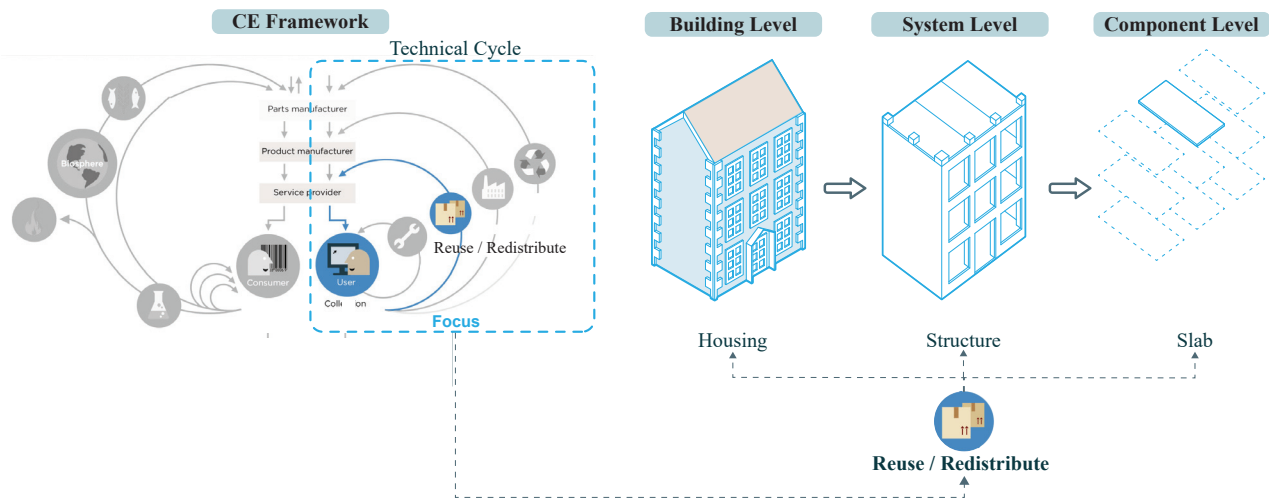 CE Framework
Building Level
System Level
Component Level
Technical Cycle
Parts manufacturer
Product manufacturer
Biosphere
Service provider
Reuse / Redistribute
Consumer
User
Focus
Housing
Structure
Slab
Reuse / Redistribute